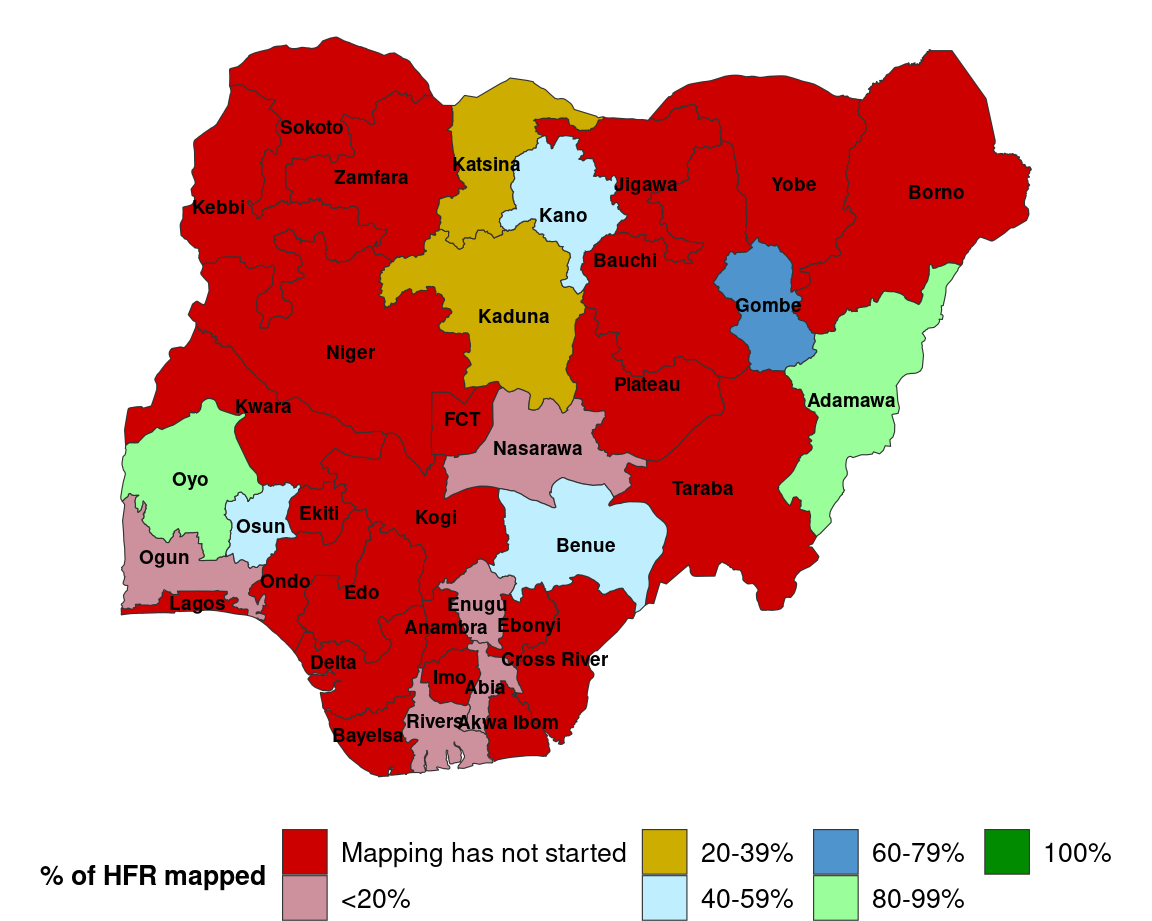 Sokoto
Katsina
Zamfara
Jigawa
Yobe
Borno
Kebbi
Kano
Bauchi
Gombe
Kaduna
Niger
Plateau
Adamawa
Kwara
FCT
Nasarawa
Oyo
Taraba
Ekiti
Kogi
Osun
Benue
Ogun
Ondo
Edo
Lagos
Enugu
Anambra
Ebonyi
Delta
Cross River
Imo
Abia
Rivers
Akwa Ibom
Bayelsa
% of HFR mapped
Mapping has not started
<20%
20-39%
40-59%
60-79%
80-99%
100%